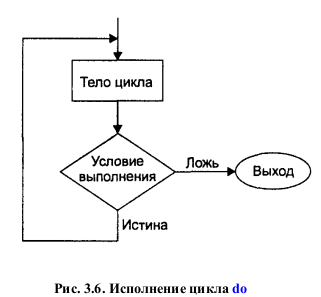 Тело цикла
Условие
выполнения
Ложь
Выход
Истина
Рис. 3.6. Исполнение цикла do